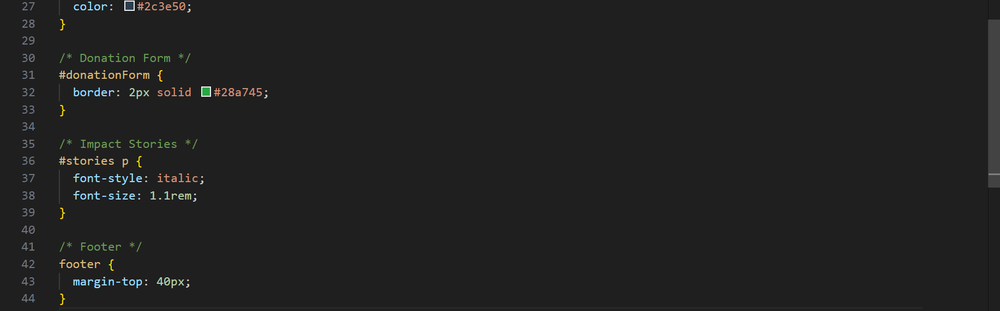 27   color: #2c3e50;
28 }
29
30 /* Donation Form */
31 #donationForm {
32   border: 2px solid #28a745;
33 }
34
35 /* Impact Stories */
36 #stories p {
37   font-style: italic;
38   font-size: 1.1rem;
39 }
40
41 /* Footer */
42 footer {
43   margin-top: 40px;
44 }